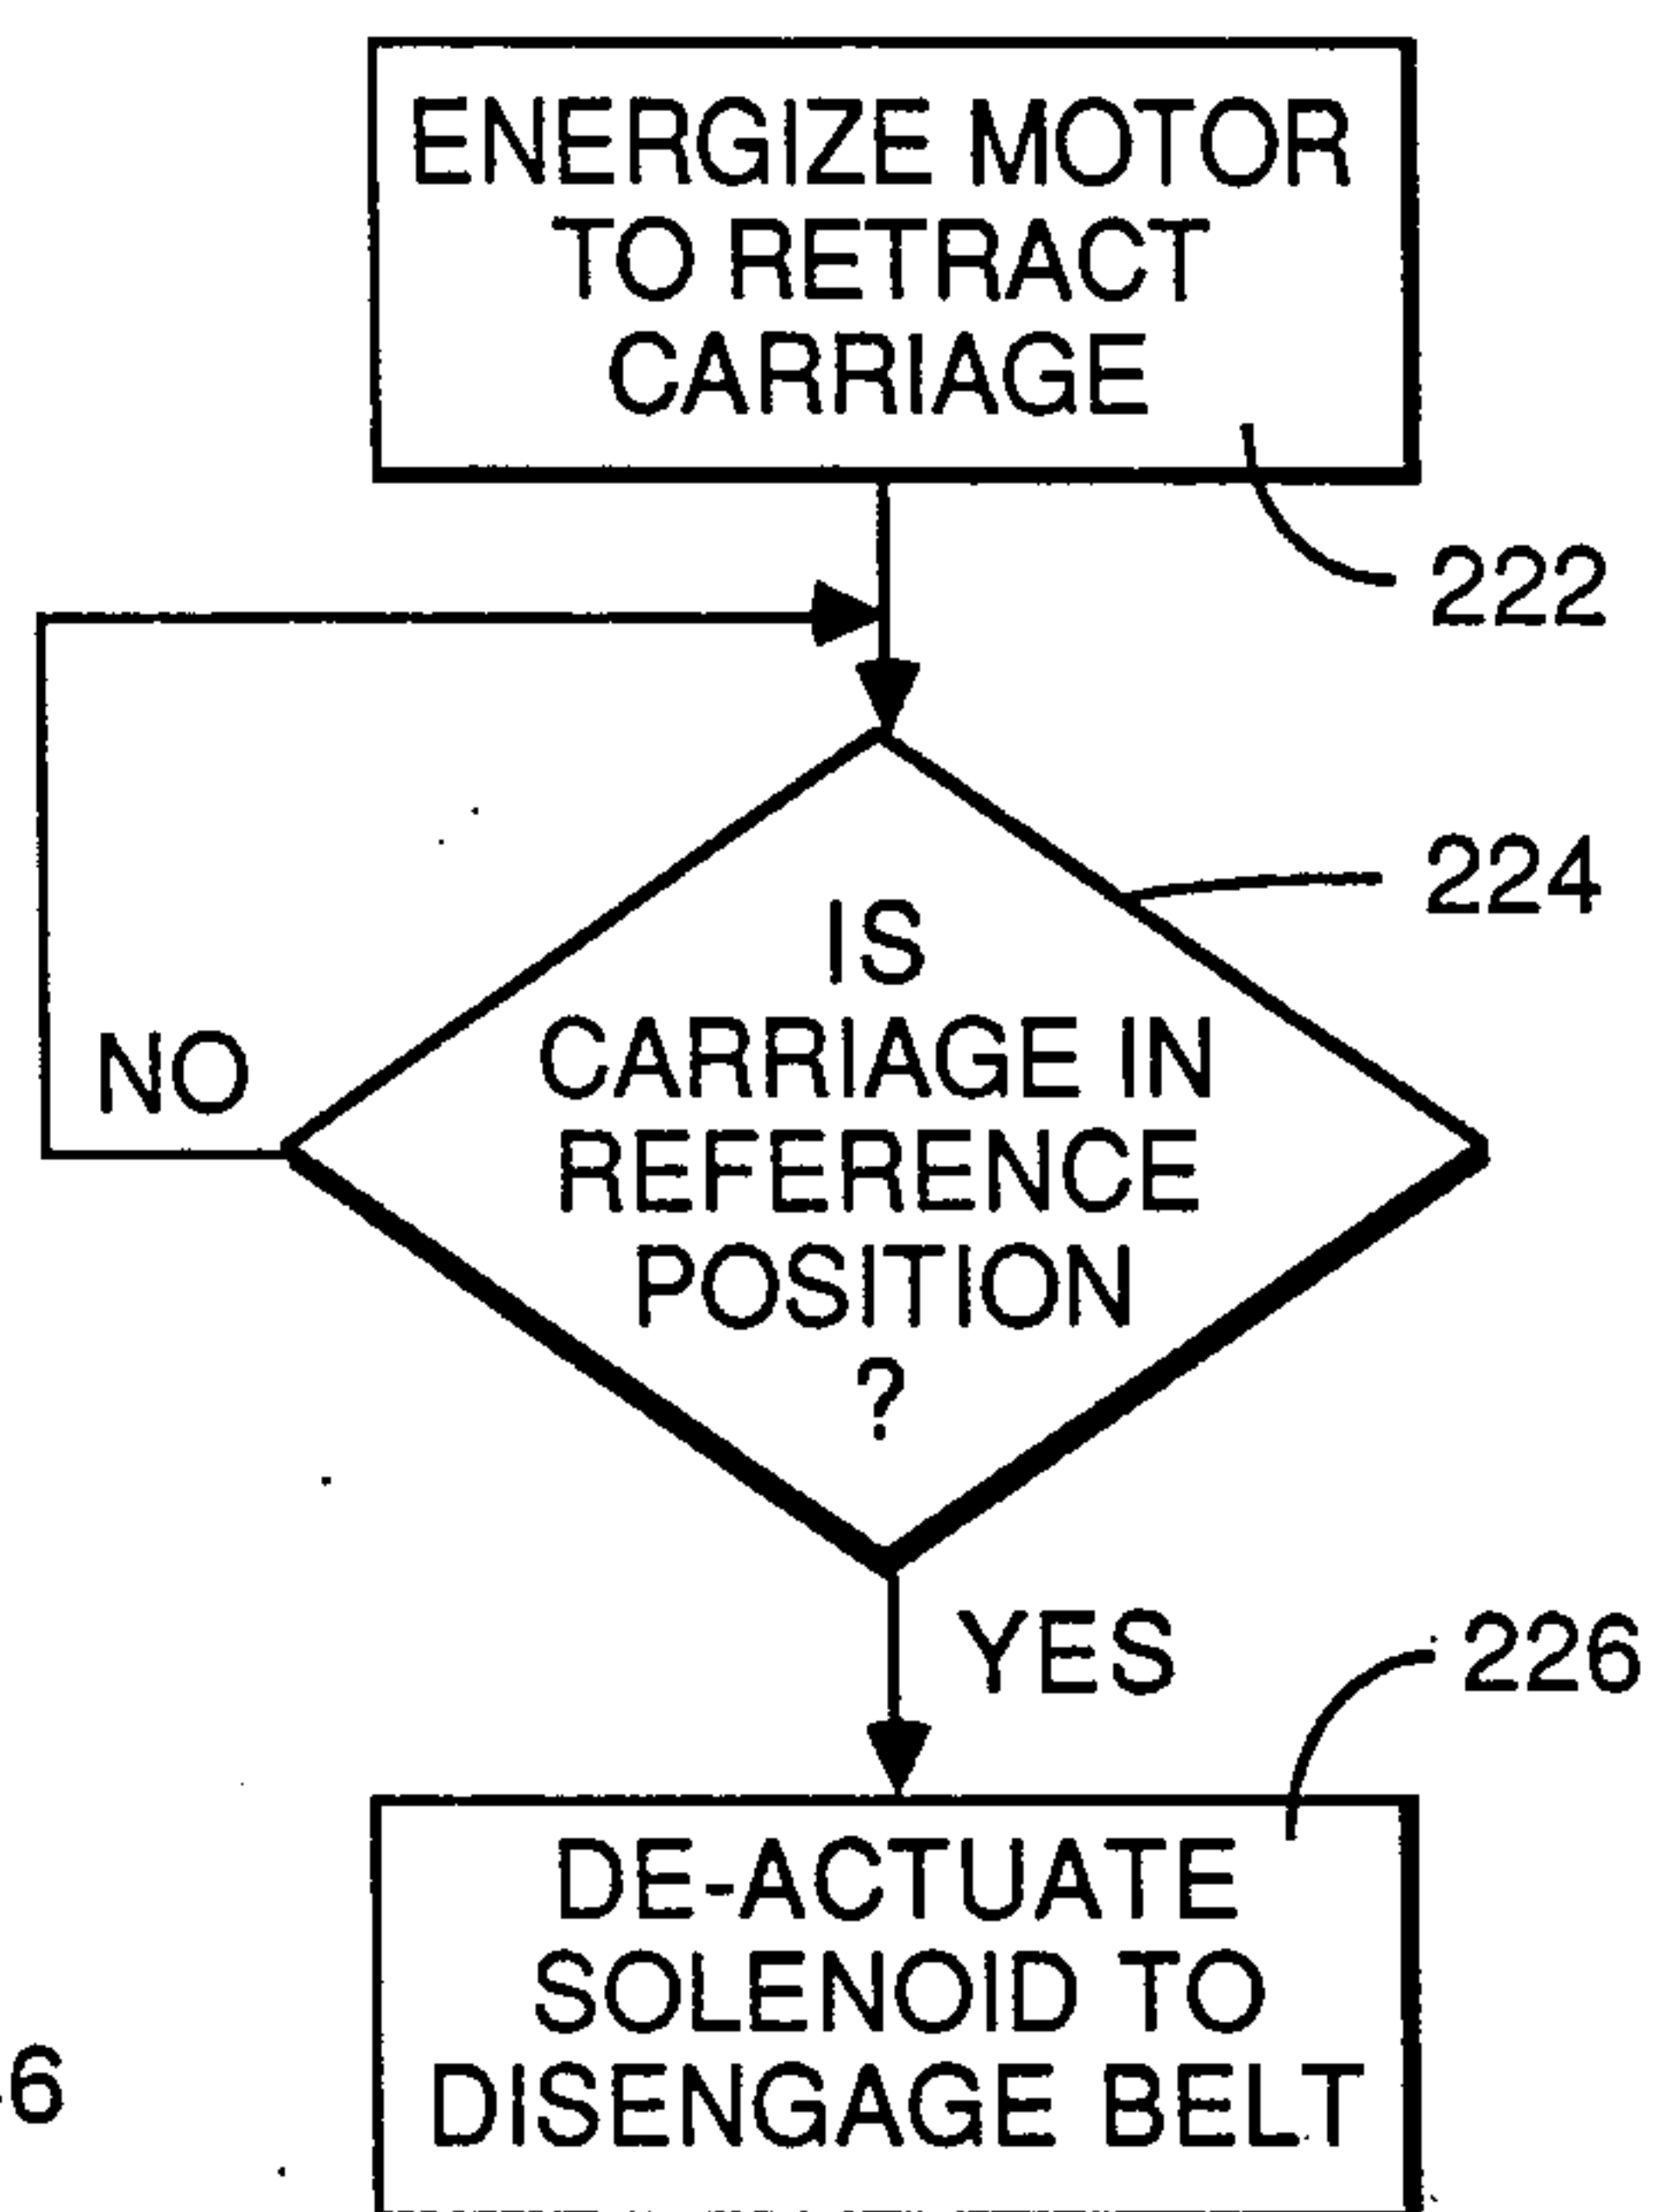 ENERGIZE MOTOR
TO RETRACT
CARRIAGE
222
224
IS
CARRIAGE IN
REFERENCE
POSITION
?
NO
YES
226
DE-ACTUATE
SOLENOID TO
DISENGAGE BELT
6